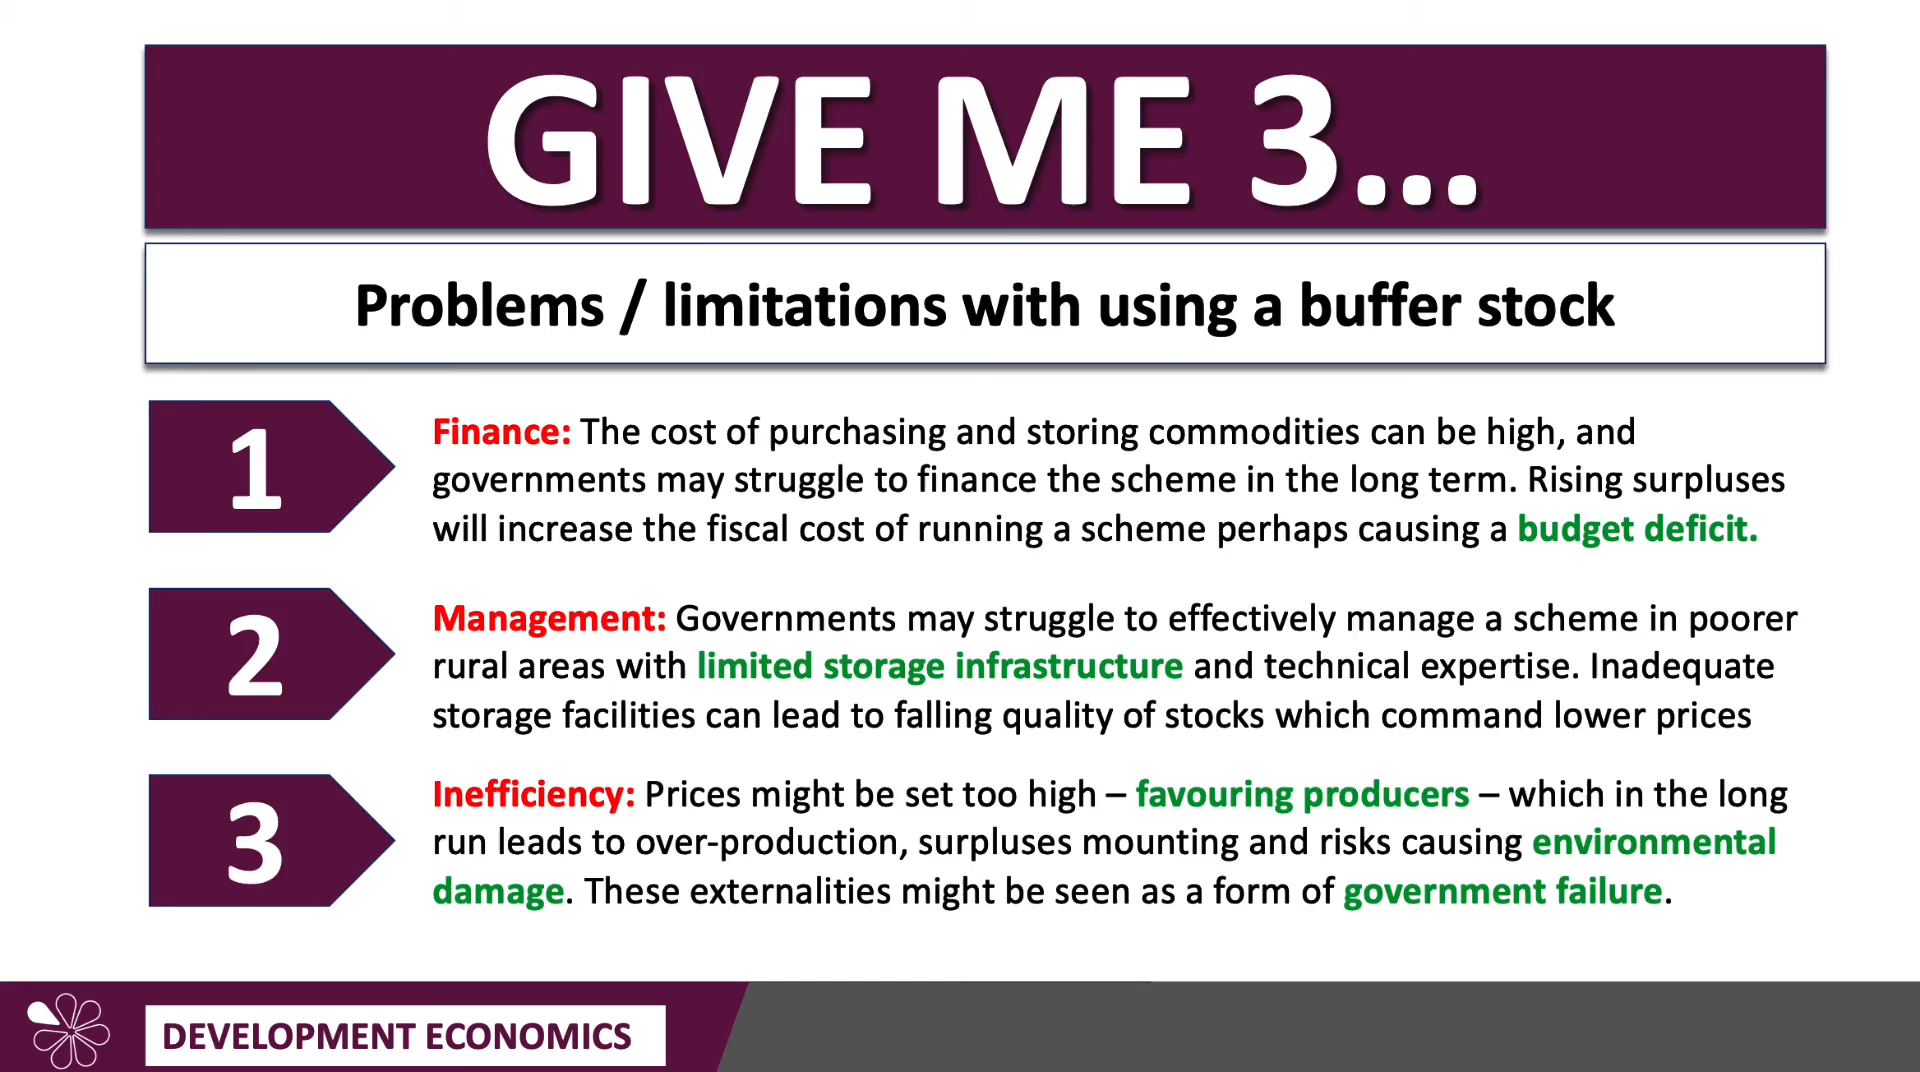 GIVE ME 3...
Problems / limitations with using a buffer stock
1
Finance: The cost of purchasing and storing commodities can be high, and
governments may struggle to finance the scheme in the long term. Rising surpluses
will increase the fiscal cost of running a scheme perhaps causing a budget deficit.
2
Management: Governments may struggle to effectively manage a scheme in poorer
rural areas with limited storage infrastructure and technical expertise. Inadequate
storage facilities can lead to falling quality of stocks which command lower prices
3
Inefficiency: Prices might be set too high – favouring producers – which in the long
run leads to over-production, surpluses mounting and risks causing environmental
damage. These externalities might be seen as a form of government failure.
DEVELOPMENT ECONOMICS